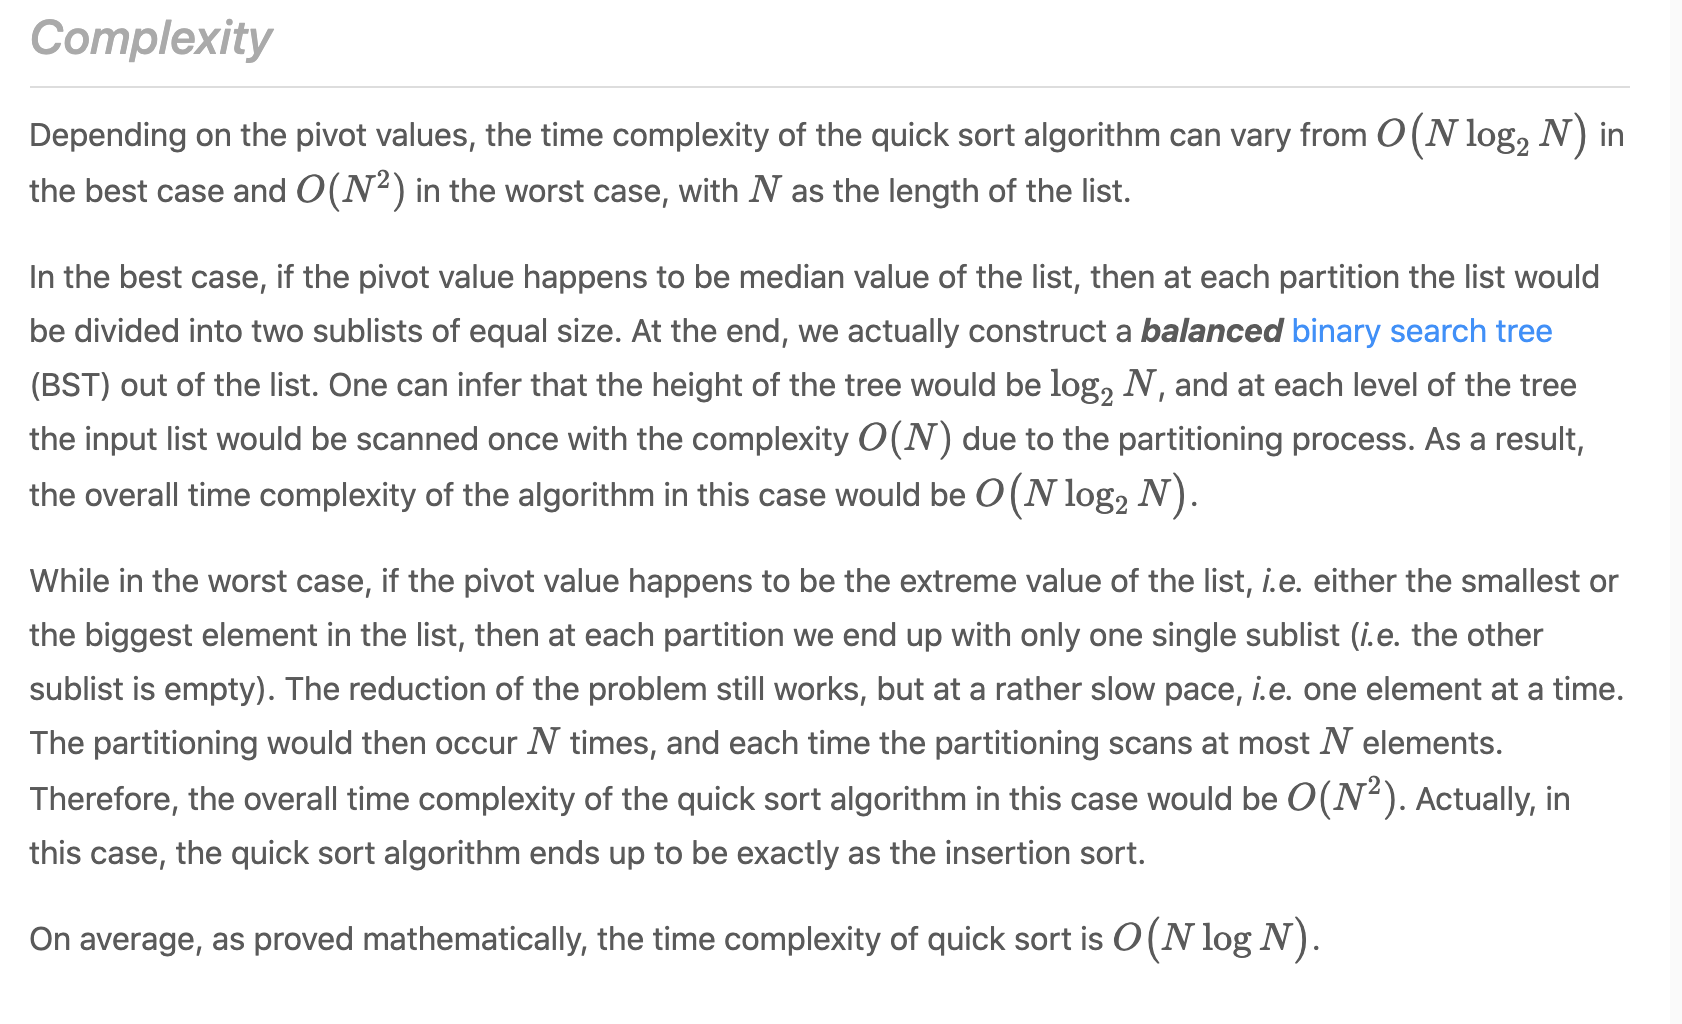 Complexity
Depending on the pivot values, the time complexity of the quick sort algorithm can vary from O(N log₂ N) in
the best case and O(N²) in the worst case, with N as the length of the list.
In the best case, if the pivot value happens to be median value of the list, then at each partition the list would
be divided into two sublists of equal size. At the end, we actually construct a balanced binary search tree
(BST) out of the list. One can infer that the height of the tree would be log₂ N, and at each level of the tree
the input list would be scanned once with the complexity O(N) due to the partitioning process. As a result,
the overall time complexity of the algorithm in this case would be O(N log₂ N).
While in the worst case, if the pivot value happens to be the extreme value of the list, i.e. either the smallest or
the biggest element in the list, then at each partition we end up with only one single sublist (i.e. the other
sublist is empty). The reduction of the problem still works, but at a rather slow pace, i.e. one element at a time.
The partitioning would then occur N times, and each time the partitioning scans at most N elements.
Therefore, the overall time complexity of the quick sort algorithm in this case would be O(N²). Actually, in
this case, the quick sort algorithm ends up to be exactly as the insertion sort.
On average, as proved mathematically, the time complexity of quick sort is O(N log N).